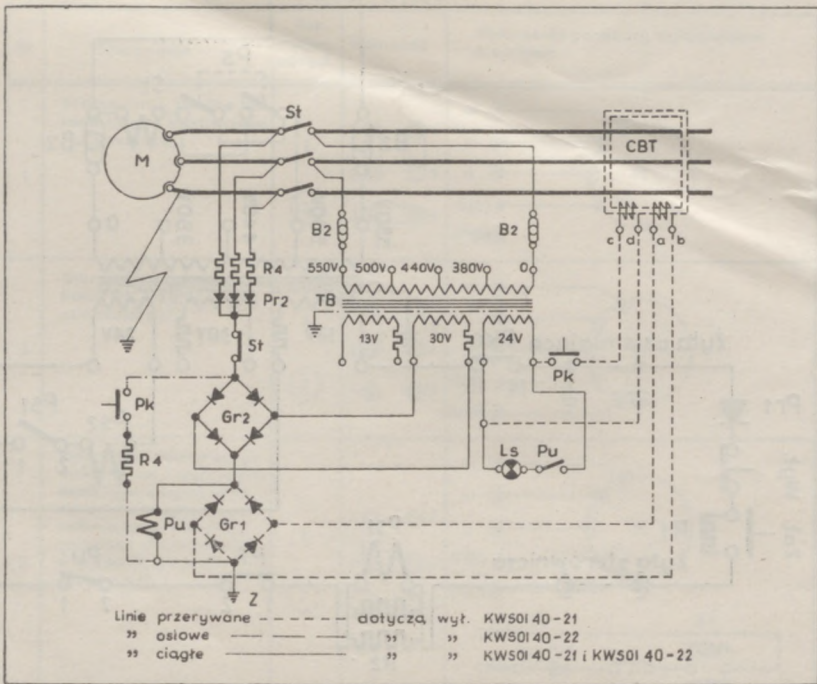 St
M
CBT
B2 B2
c d a b
R4
550V 500V 440V 380V 0
Pr2
TB
St
13V 30V 24V
Pk
Pk
Gr2
R4
Ls Pu
Pu
Gr1
Z
Linie przerywane dotyczą wył. KWSOI 40-21
" osiowe " " KWSOI 40-22
" ciągłe " " KWSOI 40-21 i KWSOI 40-22